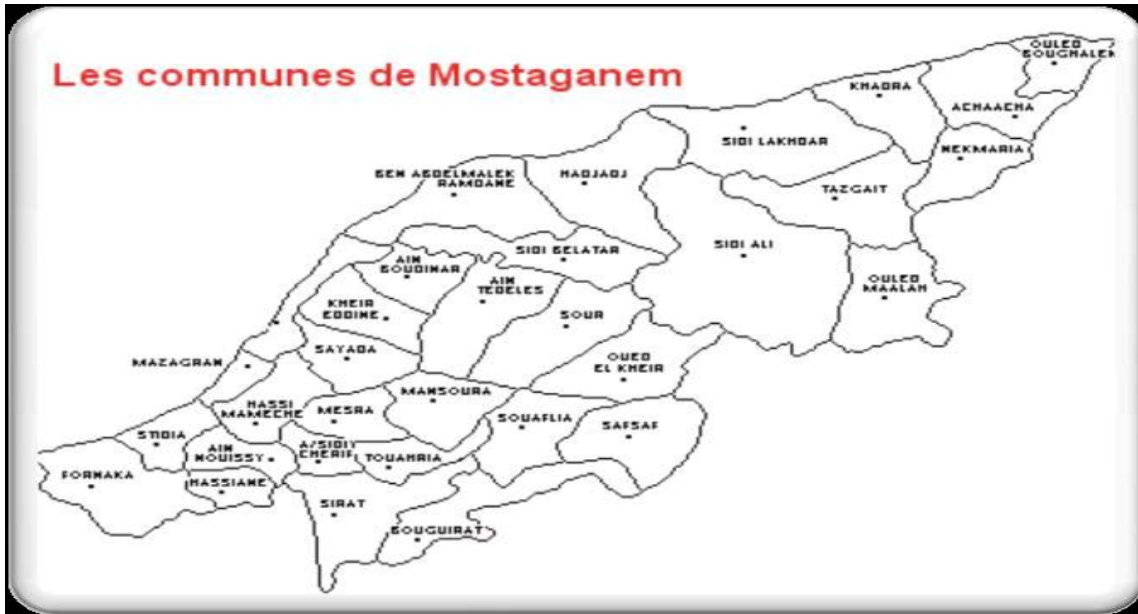 Les communes de Mostaganem
OULED
BOUGHALEM
KHADRA
ACHAACHA
SIDI LAKHDAR
NEKMARIA
BEN ABDELMALEK
RAMDANE
HADJADJ
TAZGAIT
SIDI BELATAR
SIDI ALI
AIN
BOUDINAR
AIN
TEDELES
OULED
MAALAH
KHEIR
EDDINE
SOUR
MAZAGRAN
SAYADA
OUED
EL KHEIR
MANSOURA
HASSI
MAMECHE
MESRA
SOUAFLIA
SAFSAF
STIDIA
AIN
NOUISSY
A/SIDI
CHERIF
TOUAHRIA
FORNAKA
HASSIANE
SIRAT
BOUGUIRAT